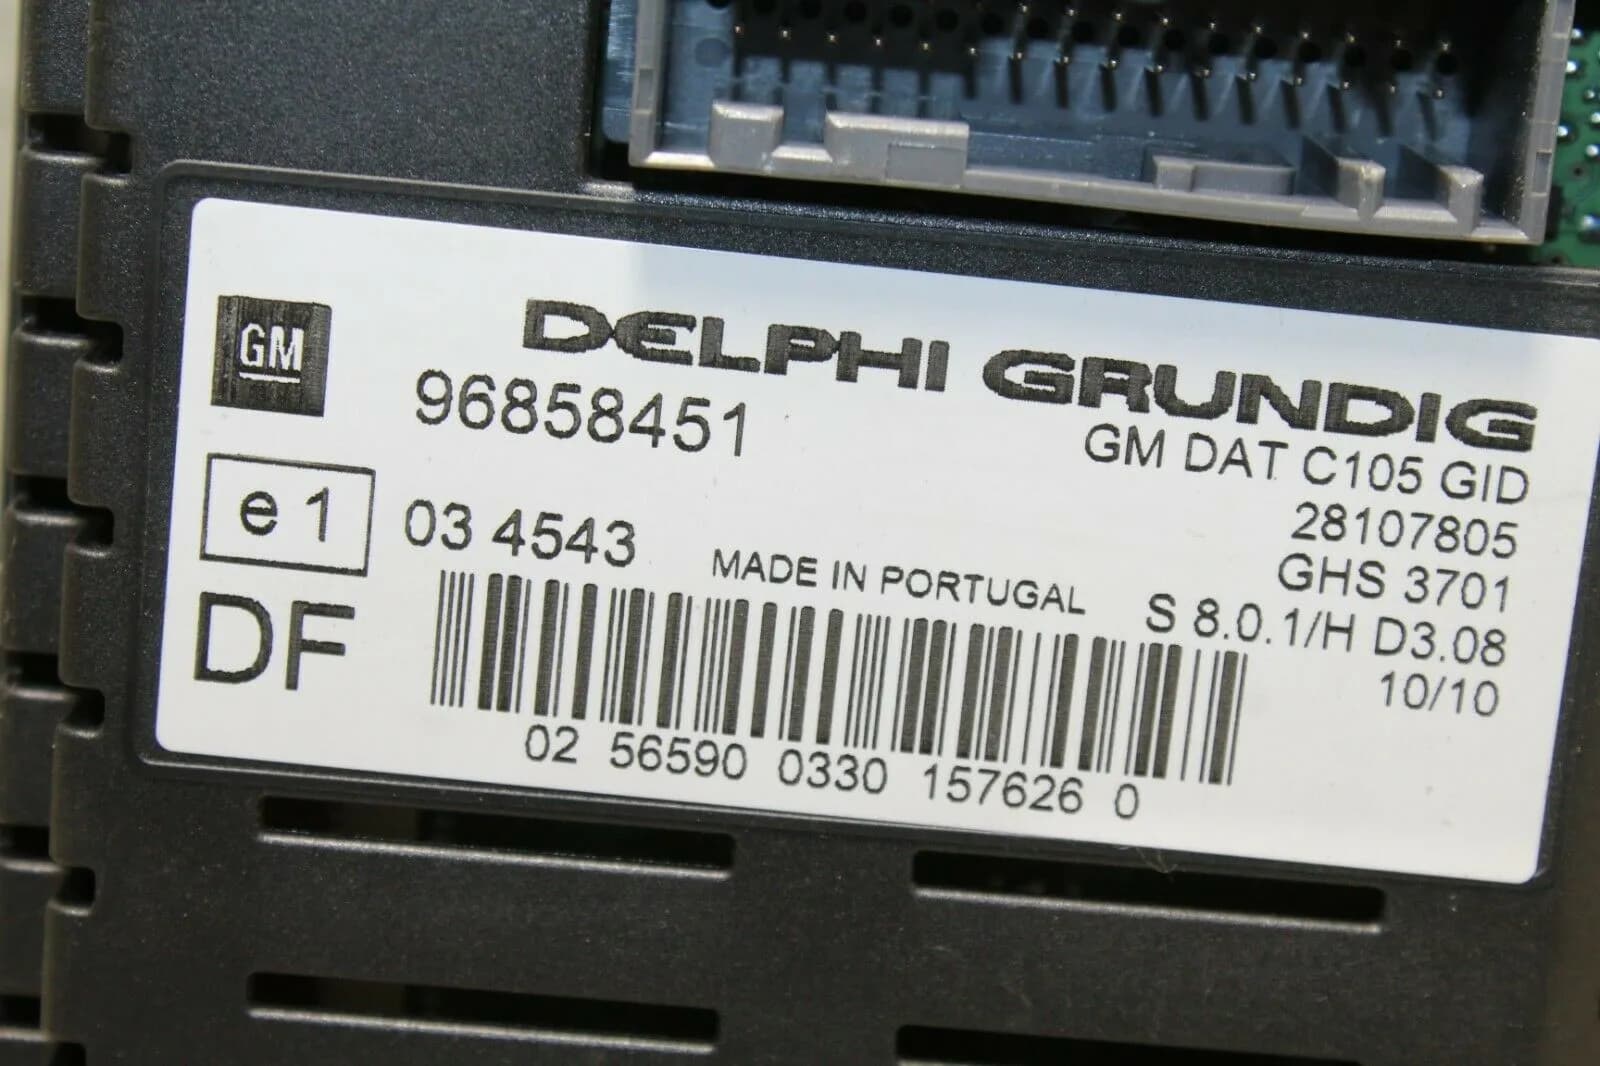 GM
DELPHI GRUNDIG
96858451
GM DAT C105 GID
28107805
e 1
03 4543
GHS 3701
MADE IN PORTUGAL
S 8.0.1/H D3.08
DF
10/10
02 56590 0330 157626 0